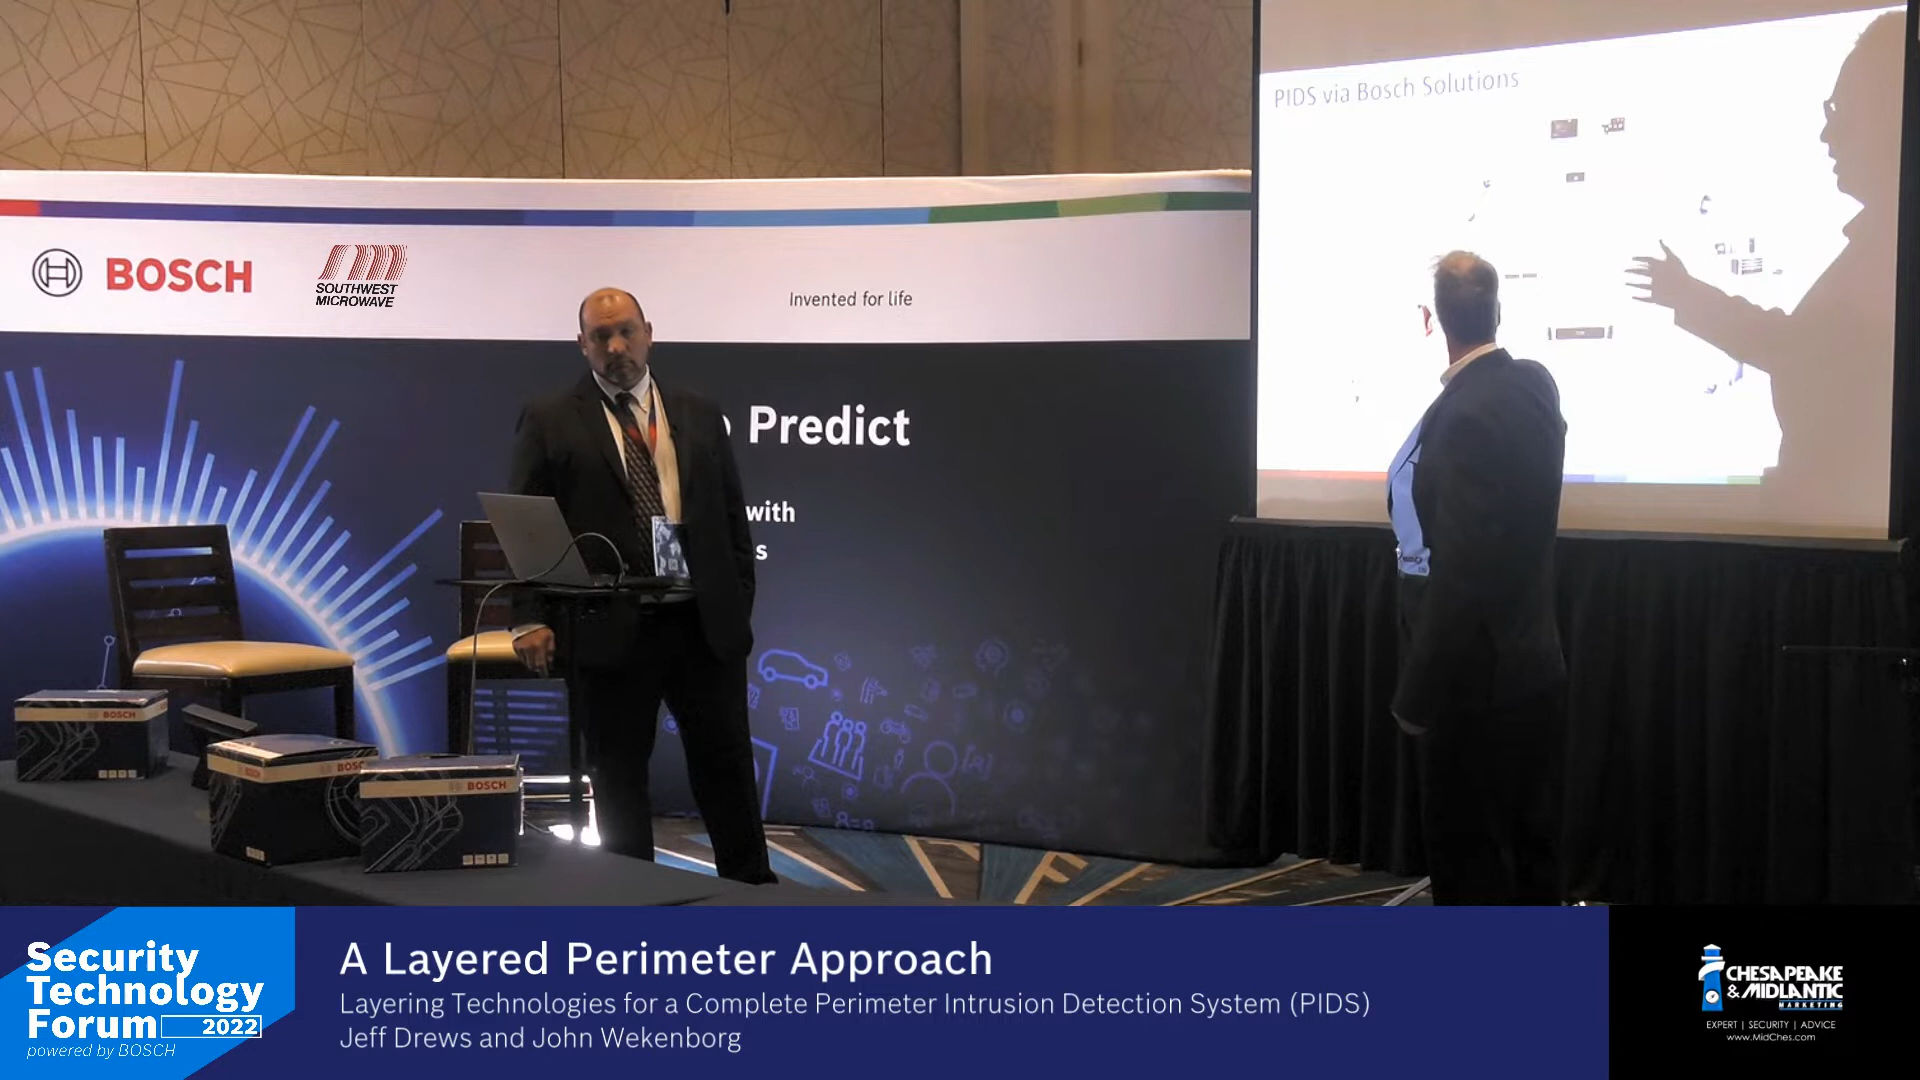 PIDS via Bosch Solutions
BOSCH
SOUTHWEST
MICROWAVE
Invented for life
Predict
with
s
BOSCH
BOSCH
BOSCH
Security
Technology
Forum 2022
powered by BOSCH
A Layered Perimeter Approach
Layering Technologies for a Complete Perimeter Intrusion Detection System (PIDS)
Jeff Drews and John Wekenborg
CHESAPEAKE
& MIDLANTIC
MARKETING
EXPERT | SECURITY | ADVICE
www.MidChes.com